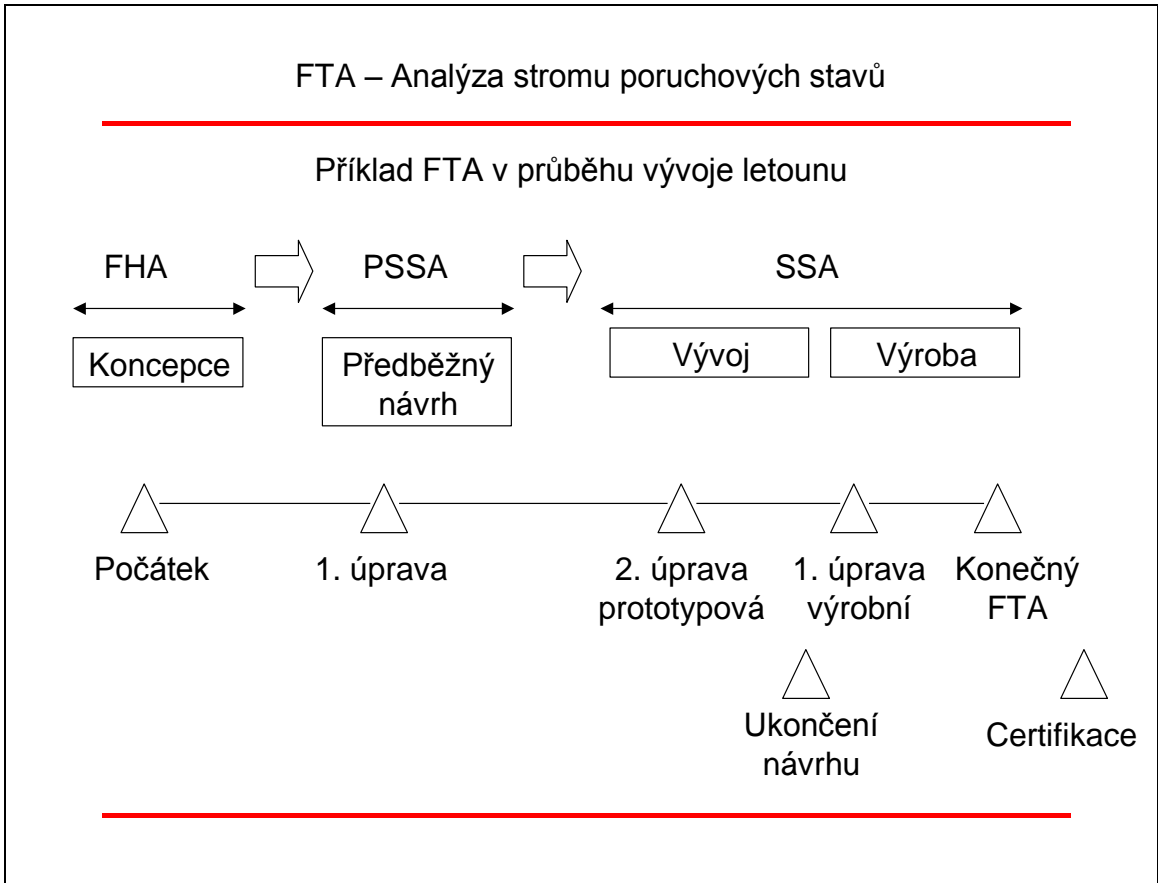 FTA – Analýza stromu poruchových stavů
Příklad FTA v průběhu vývoje letounu
FHA
PSSA
SSA
Koncepce
Předběžný
návrh
Vývoj
Výroba
Počátek
1. úprava
2. úprava
prototypová
1. úprava
výrobní
Konečný
FTA
Ukončení
návrhu
Certifikace